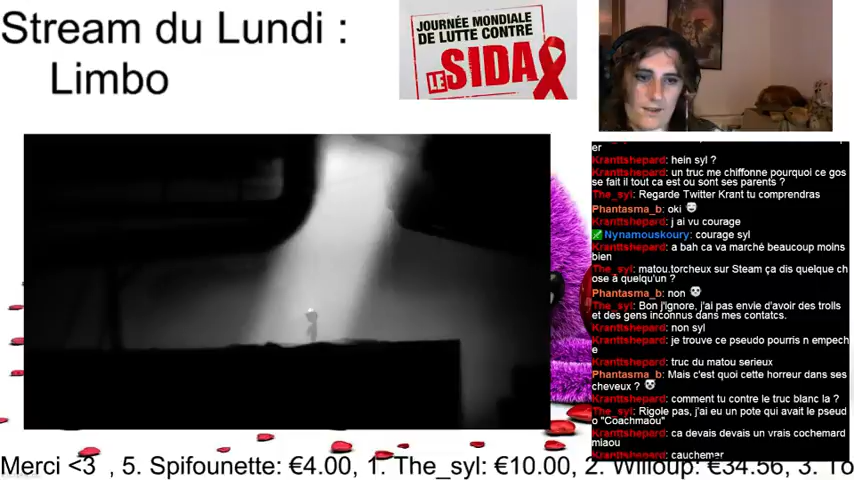 Stream du Lundi :
Limbo
JOURNÉE MONDIALE
DE LUTTE CONTRE
LE SIDA
er
Kranttshepard: hein syl ?
Kranttshepard: un truc me chiffonne pourquoi ce gos
se fait il tout ca est ou sont ses parents ?
The_syl: Regarde Twitter Krant tu comprendras
Phantasma_b: oki
Kranttshepard: j ai vu courage
Nynamouskoury: courage syl
Kranttshepard: a bah ca va marché beaucoup moins
bien
The_syl: matou.torcheux sur Steam ça dis quelque ch
ose à quelqu'un ?
Phantasma_b: non
The_syl: Bon j'ignore, j'ai pas envie d'avoir des trolls
et des gens inconnus dans mes contatcs.
Kranttshepard: non syl
Kranttshepard: je trouve ce pseudo pourris n empech
e
Kranttshepard: truc du matou serieux
Phantasma_b: Mais c'est quoi cette horreur dans ses
cheveux ?
Kranttshepard: comment tu contre le truc blanc la ?
The_syl: Rigole pas, j'ai eu un pote qui avait le pseud
o "Coachmaou"
Kranttshepard: ca devais devais un vrais cochemard
miaou
Kranttshepard: cauchemar
Merci <3 , 5. Spifounette: €4.00, 1. The_syl: €10.00, 2. Willoup: €34.56, 3. To